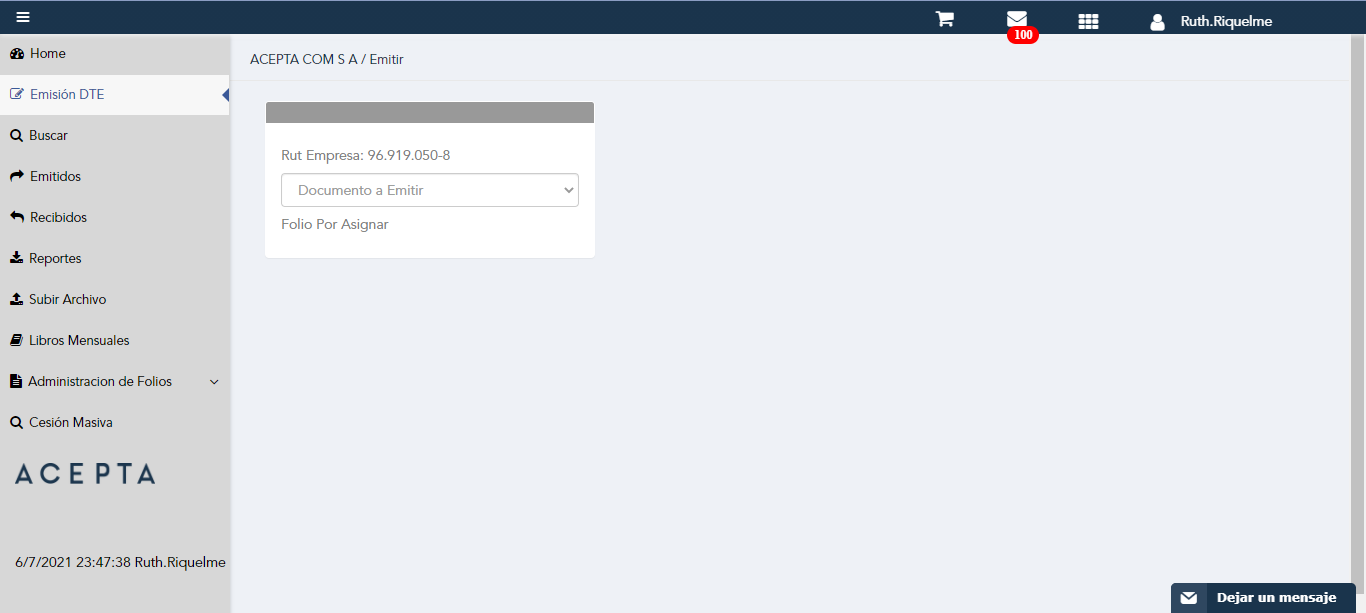 Ruth.Riquelme
100
Home
ACEPTA COM S A / Emitir
Emisión DTE
Buscar
Emitidos
Recibidos
Reportes
Subir Archivo
Libros Mensuales
Administracion de Folios
Cesión Masiva
Rut Empresa: 96.919.050-8
Documento a Emitir
Folio Por Asignar
ACEPTA
6/7/2021 23:47:38 Ruth.Riquelme
Dejar un mensaje